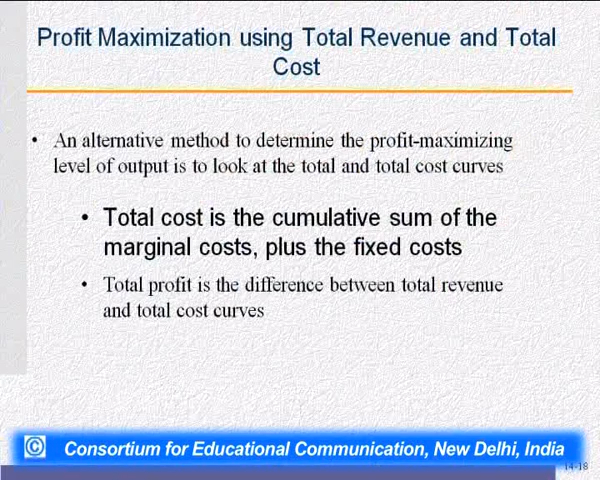 Profit Maximization using Total Revenue and Total
Cost
• An alternative method to determine the profit-maximizing
level of output is to look at the total and total cost curves
• Total cost is the cumulative sum of the
marginal costs, plus the fixed costs
• Total profit is the difference between total revenue
and total cost curves
© Consortium for Educational Communication, New Delhi, India
14-18